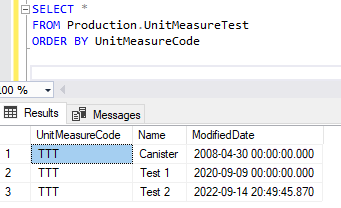 SELECT *
FROM Production.UnitMeasureTest
ORDER BY UnitMeasureCode
Results Messages
UnitMeasureCode Name ModifiedDate
1 TTT Canister 2008-04-30 00:00:00.000
2 TTT Test 1 2020-09-09 00:00:00.000
3 TTT Test 2 2022-09-14 20:49:45.870